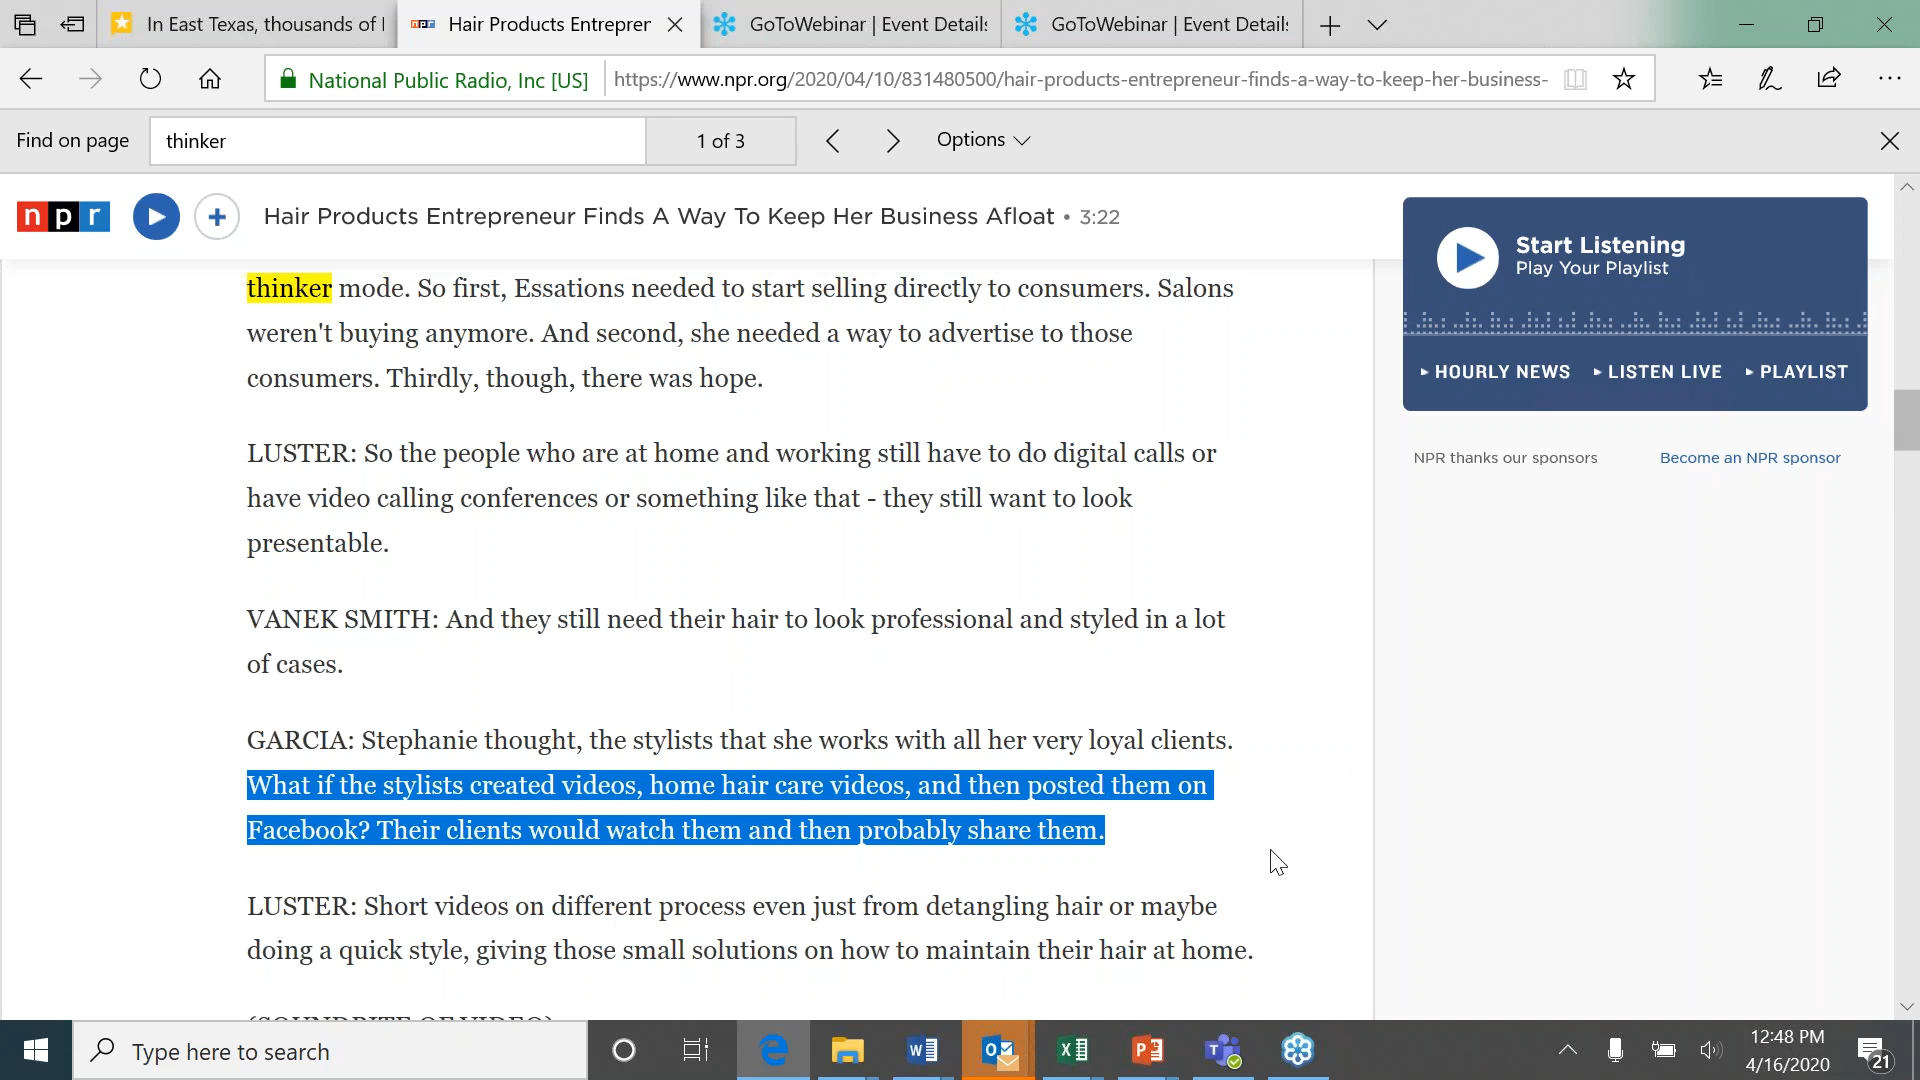 In East Texas, thousands of
Hair Products Entreprer
GoToWebinar | Event Details
GoToWebinar | Event Details
National Public Radio, Inc [US]
https://www.npr.org/2020/04/10/831480500/hair-products-entrepreneur-finds-a-way-to-keep-her-business-
Find on page
thinker
1 of 3
Options
npr
Hair Products Entrepreneur Finds A Way To Keep Her Business Afloat • 3:22
Start Listening
Play Your Playlist
HOURLY NEWS
LISTEN LIVE
PLAYLIST
NPR thanks our sponsors
Become an NPR sponsor
thinker mode. So first, Essations needed to start selling directly to consumers. Salons
weren't buying anymore. And second, she needed a way to advertise to those
consumers. Thirdly, though, there was hope.
LUSTER: So the people who are at home and working still have to do digital calls or
have video calling conferences or something like that - they still want to look
presentable.
VANEK SMITH: And they still need their hair to look professional and styled in a lot
of cases.
GARCIA: Stephanie thought, the stylists that she works with all her very loyal clients.
What if the stylists created videos, home hair care videos, and then posted them on
Facebook? Their clients would watch them and then probably share them.
LUSTER: Short videos on different process even just from detangling hair or maybe
doing a quick style, giving those small solutions on how to maintain their hair at home.
(SOUNDBITE OF VIDEO)
Type here to search
12:48 PM
4/16/2020
21